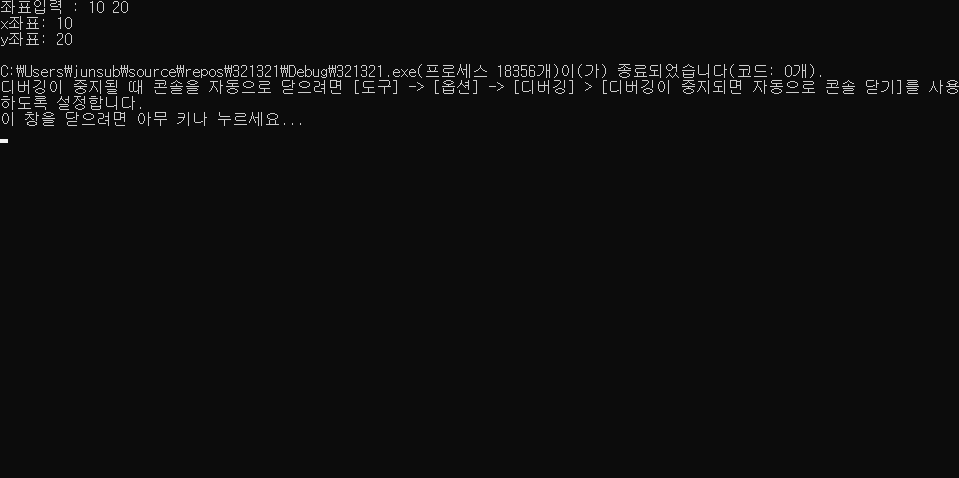 좌표입력 : 10 20
x좌표: 10
y좌표: 20
C:₩Users₩junsub₩source₩repos₩321321₩Debug₩321321.exe(프로세스 18356개)이(가) 종료되었습니다(코드: 0개).
디버깅이 중지될 때 콘솔을 자동으로 닫으려면 [도구] -> [옵션] -> [디버깅] > [디버깅이 중지되면 자동으로 콘솔 닫기]를 사용
하도록 설정합니다.
이 창을 닫으려면 아무 키나 누르세요...